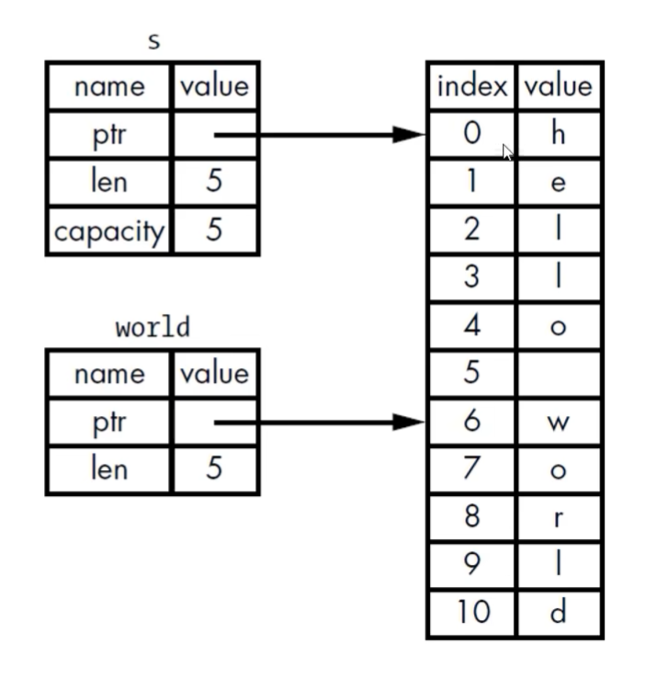 s
name value
ptr
len 5
capacity 5
world
name value
ptr
len 5
index value
0 h
1 e
2 l
3 l
4 o
5
6 w
7 o
8 r
9 l
10 d